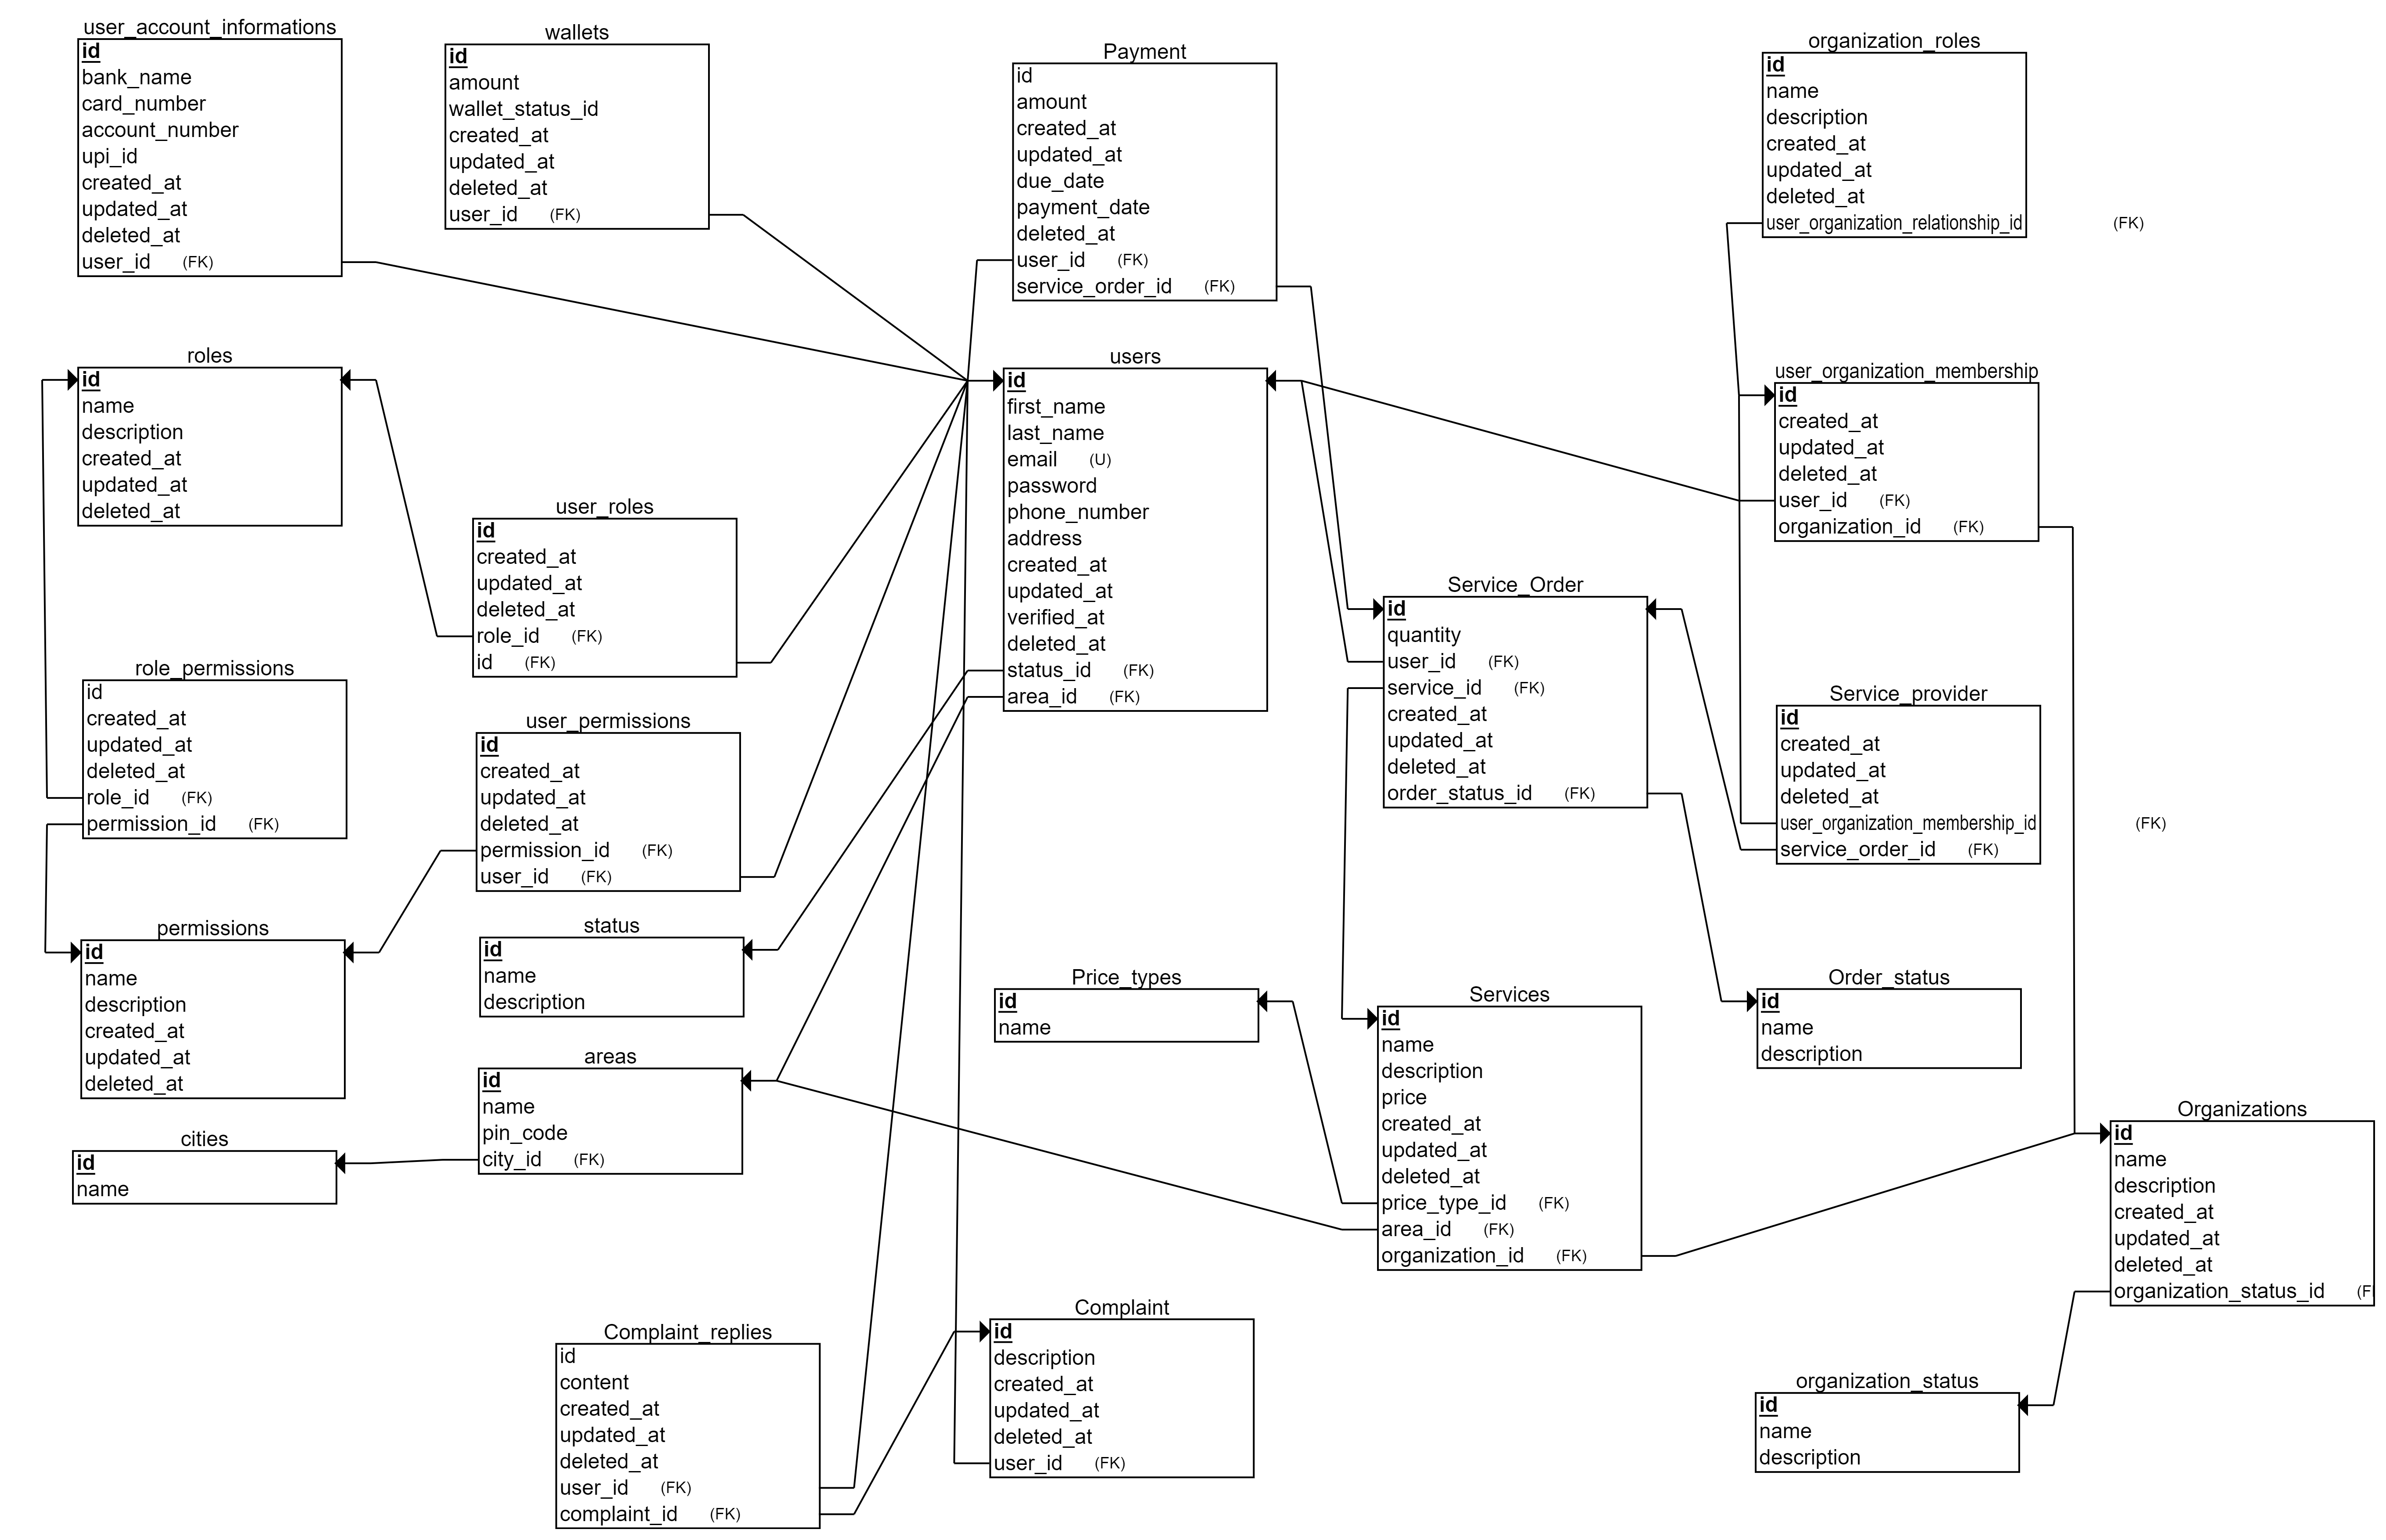 user_account_informations
id
bank_name
card_number
account_number
upi_id
created_at
updated_at
deleted_at
user_id (FK)
wallets
id
amount
wallet_status_id
created_at
updated_at
deleted_at
user_id (FK)
Payment
id
amount
created_at
updated_at
due_date
payment_date
deleted_at
user_id (FK)
service_order_id (FK)
organization_roles
id
name
description
created_at
updated_at
deleted_at
user_organization_relationship_id (FK)
roles
id
name
description
created_at
updated_at
deleted_at
users
id
first_name
last_name
email (U)
password
phone_number
address
created_at
updated_at
verified_at
deleted_at
status_id (FK)
area_id (FK)
user_organization_membership
id
created_at
updated_at
deleted_at
user_id (FK)
organization_id (FK)
user_roles
id
created_at
updated_at
deleted_at
role_id (FK)
id (FK)
Service_Order
id
quantity
user_id (FK)
service_id (FK)
created_at
updated_at
deleted_at
order_status_id (FK)
role_permissions
id
created_at
updated_at
deleted_at
role_id (FK)
permission_id (FK)
user_permissions
id
created_at
updated_at
deleted_at
permission_id (FK)
user_id (FK)
Service_provider
id
created_at
updated_at
deleted_at
user_organization_membership_id (FK)
service_order_id (FK)
permissions
id
name
description
created_at
updated_at
deleted_at
status
id
name
description
Price_types
id
name
Services
id
name
description
price
created_at
updated_at
deleted_at
price_type_id (FK)
area_id (FK)
organization_id (FK)
Order_status
id
name
description
areas
id
name
pin_code
city_id (FK)
cities
id
name
Organizations
id
name
description
created_at
updated_at
deleted_at
organization_status_id (F
Complaint_replies
id
content
created_at
updated_at
deleted_at
user_id (FK)
complaint_id (FK)
Complaint
id
description
created_at
updated_at
deleted_at
user_id (FK)
organization_status
id
name
description